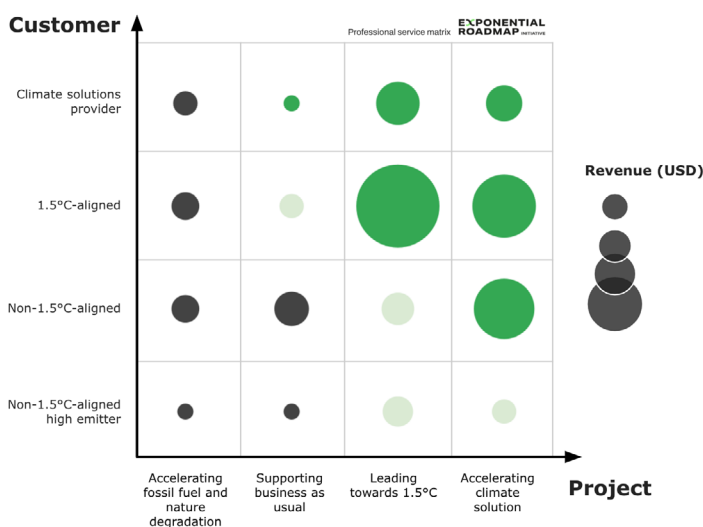 Customer
Professional service matrix
EXPONENTIAL
ROADMAP INITIATIVE
Climate solutions
provider
1.5°C-aligned
Revenue (USD)
Non-1.5°C-aligned
Non-1.5°C-aligned
high emitter
Accelerating
fossil fuel and
nature
degradation
Supporting
business as
usual
Leading
towards 1.5°C
Accelerating
climate
solution
Project